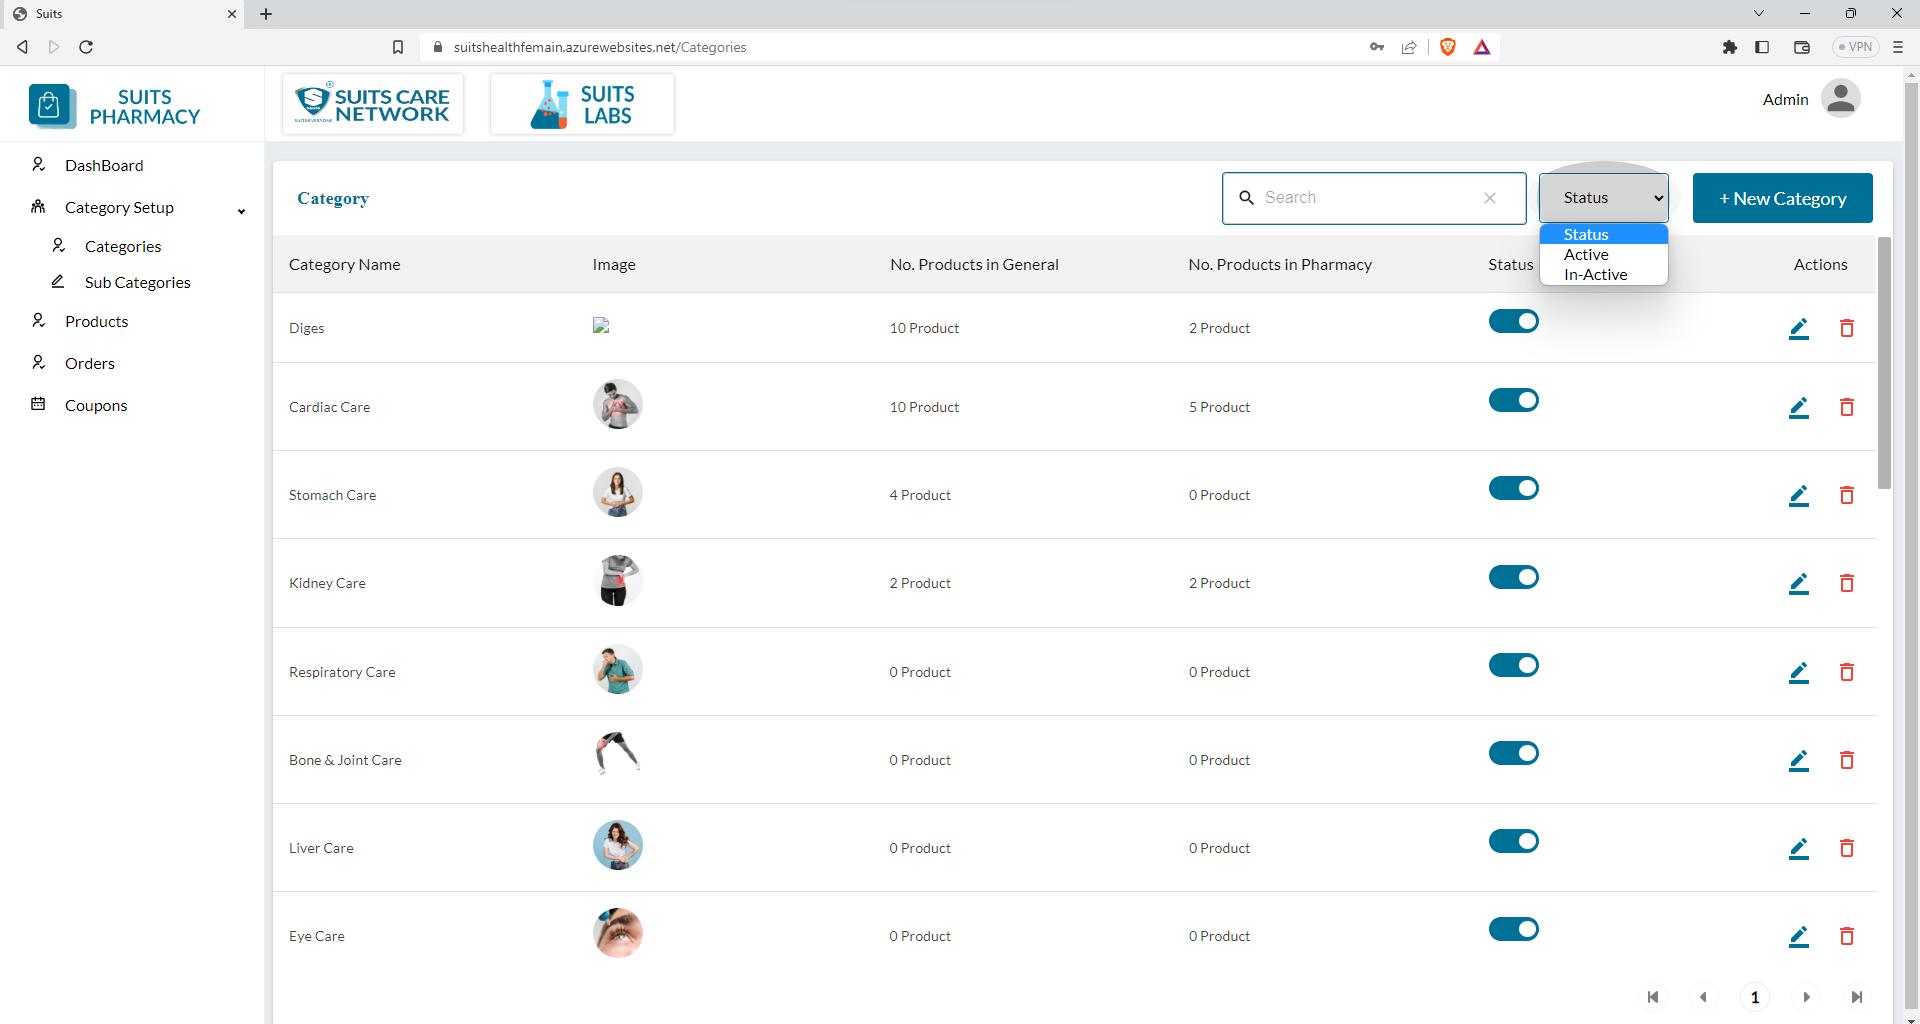 Suits
suitshealthfemain.azurewebsites.net/Categories
VPN
SUITS
PHARMACY
SUITS CARE
NETWORK
SUITS
LABS
Admin
DashBoard
Category Setup
Categories
Sub Categories
Products
Orders
Coupons
Category
Search
Status
+ New Category
Status
Active
In-Active
Category Name Image No. Products in General No. Products in Pharmacy Status Actions
Diges 10 Product 2 Product
Cardiac Care 10 Product 5 Product
Stomach Care 4 Product 0 Product
Kidney Care 2 Product 2 Product
Respiratory Care 0 Product 0 Product
Bone & Joint Care 0 Product 0 Product
Liver Care 0 Product 0 Product
Eye Care 0 Product 0 Product
1